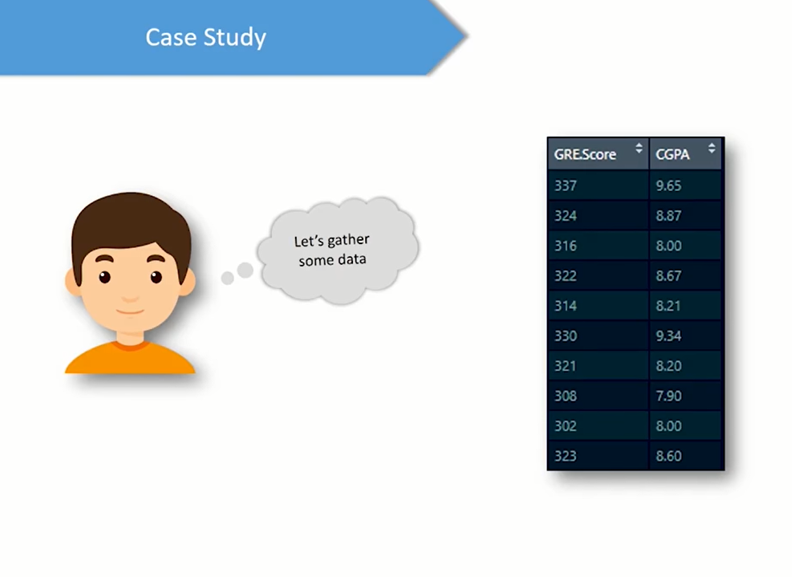 Case Study
Let's gather
some data
GRE.Score CGPA
337 9.65
324 8.87
316 8.00
322 8.67
314 8.21
330 9.34
321 8.20
308 7.90
302 8.00
323 8.60